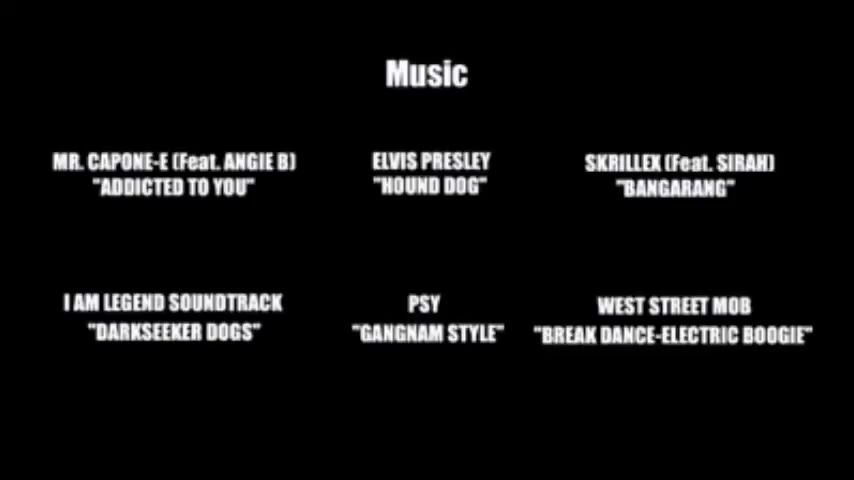 Music
MR. CAPONE-E (Feat. ANGIE B)
"ADDICTED TO YOU"
ELVIS PRESLEY
"HOUND DOG"
SKRILLEX (Feat. SIRAH)
"BANGARANG"
I AM LEGEND SOUNDTRACK
"DARKSEEKER DOGS"
PSY
"GANGNAM STYLE"
WEST STREET MOB
"BREAK DANCE-ELECTRIC BOOGIE"